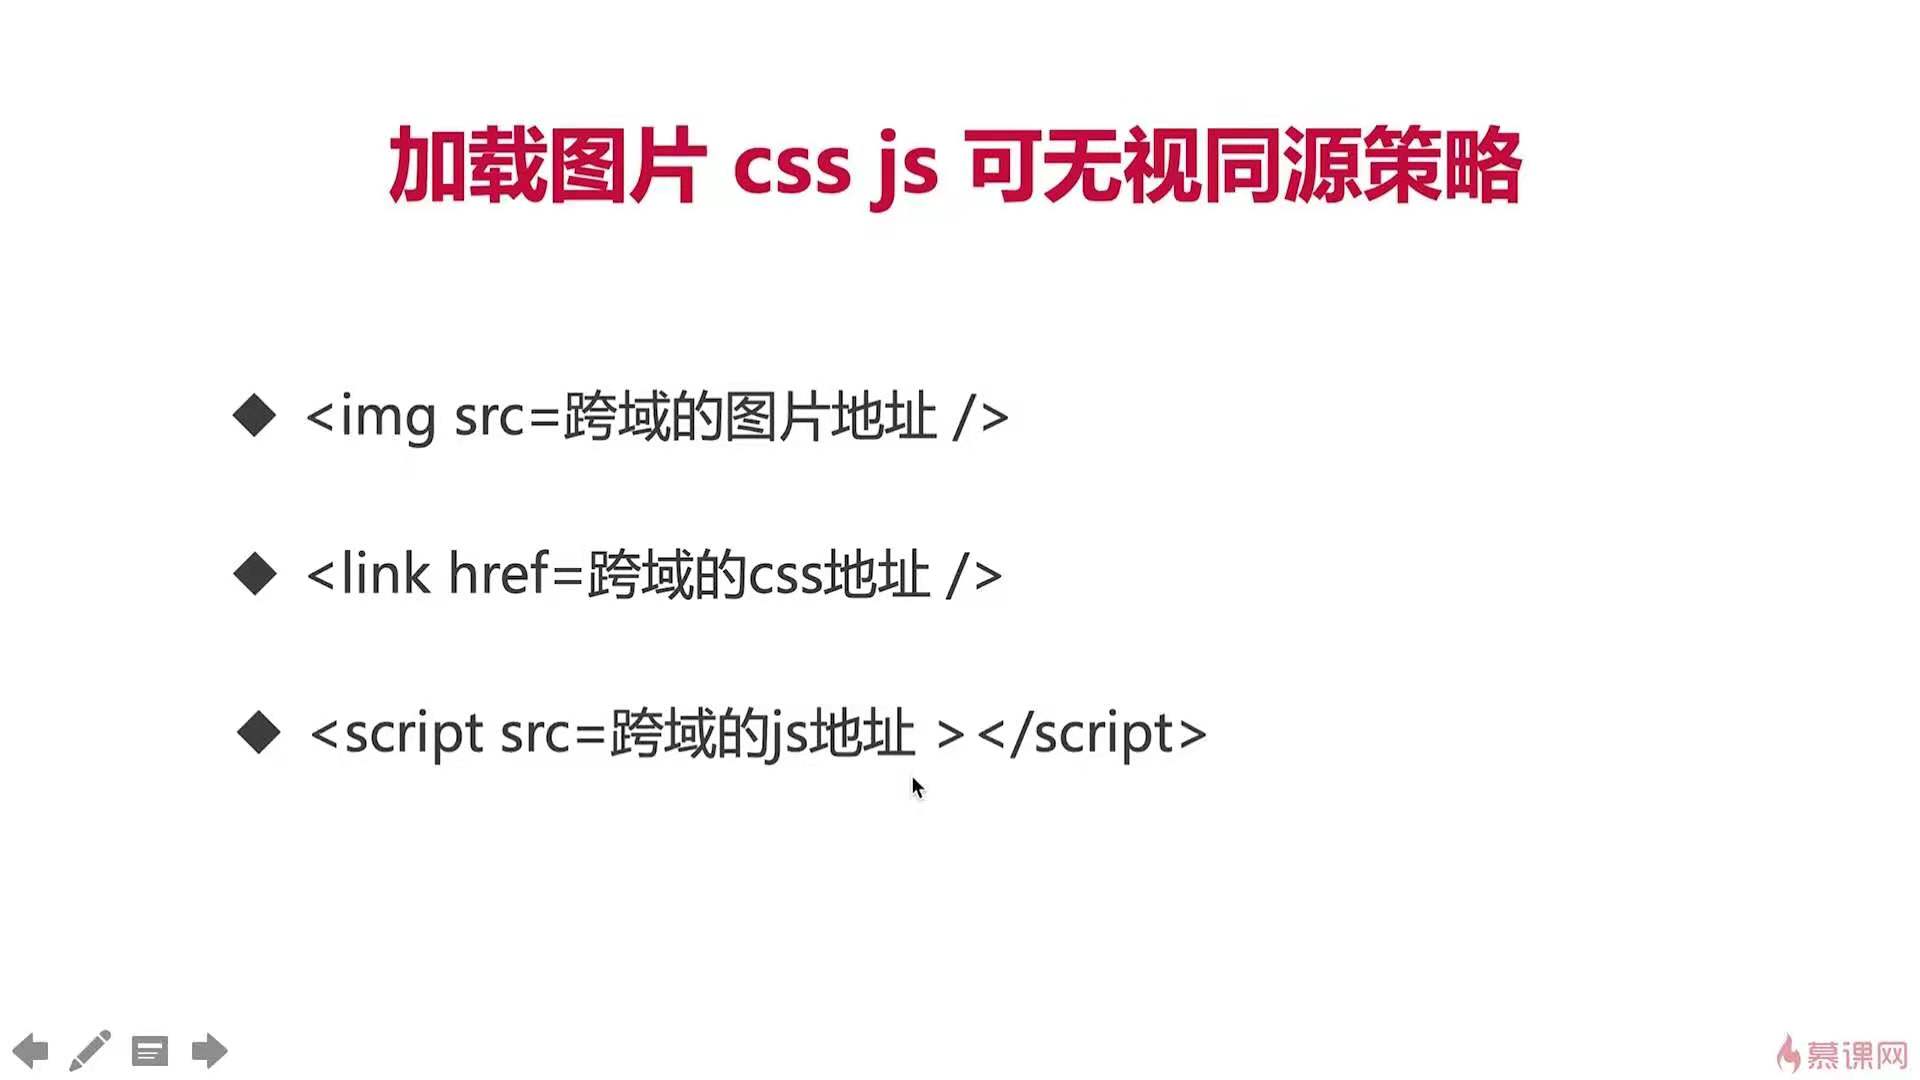 加载图片 css js 可无视同源策略
◆ <img src=跨域的图片地址 />
◆ <link href=跨域的css地址 />
◆ <script src=跨域的js地址 ></script>
慕课网